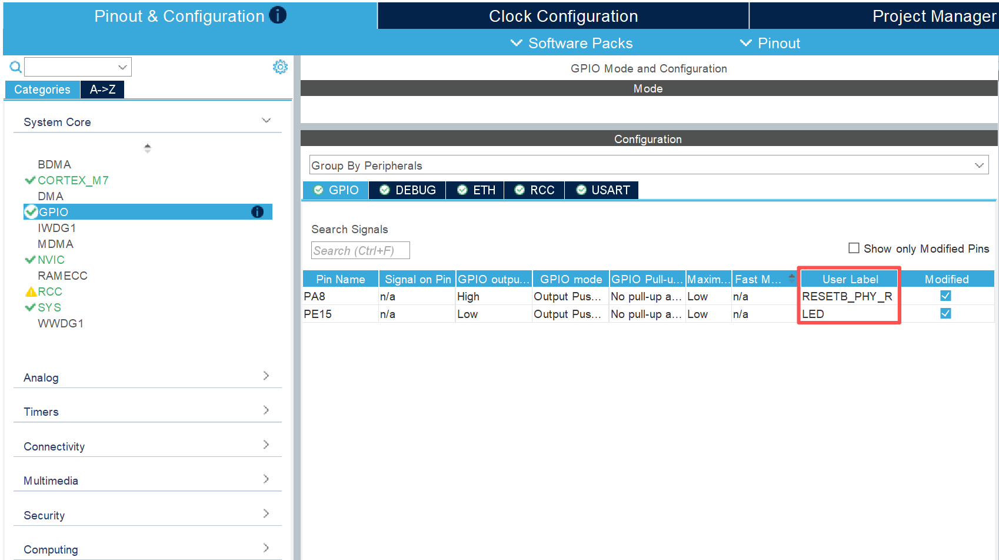 Pinout & Configuration
Clock Configuration
Project Manager
Software Packs
Pinout
Categories
A->Z
System Core
BDMA
CORTEX_M7
DMA
GPIO
IWDG1
MDMA
NVIC
RAMECC
RCC
SYS
WWDG1
Analog
Timers
Connectivity
Multimedia
Security
Computing
GPIO Mode and Configuration
Mode
Configuration
Group By Peripherals
GPIO DEBUG ETH RCC USART
Search Signals
Search (Ctrl+F)
Show only Modified Pins
Pin Name Signal on Pin GPIO outpu... GPIO mode GPIO Pull-u... Maxim... Fast M... User Label Modified
PA8 n/a High Output Pus... No pull-up a... Low n/a RESETB_PHY_R
PE15 n/a Low Output Pus... No pull-up a... Low n/a LED